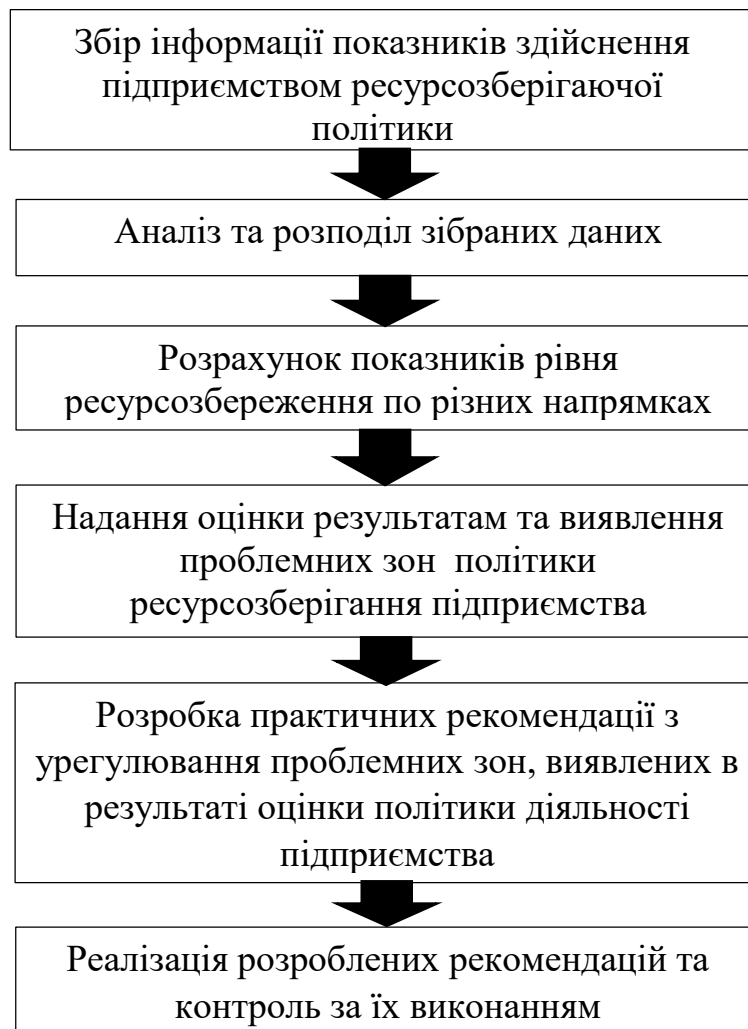 Збір інформації показників здійснення
підприємством ресурсозберігаючої
політики
Аналіз та розподіл зібраних даних
Розрахунок показників рівня
ресурсозбереження по різних напрямках
Надання оцінки результатам та виявлення
проблемних зон політики
ресурсозберігання підприємства
Розробка практичних рекомендації з
урегулювання проблемних зон, виявлених в
результаті оцінки політики діяльності
підприємства
Реалізація розроблених рекомендацій та
контроль за їх виконанням